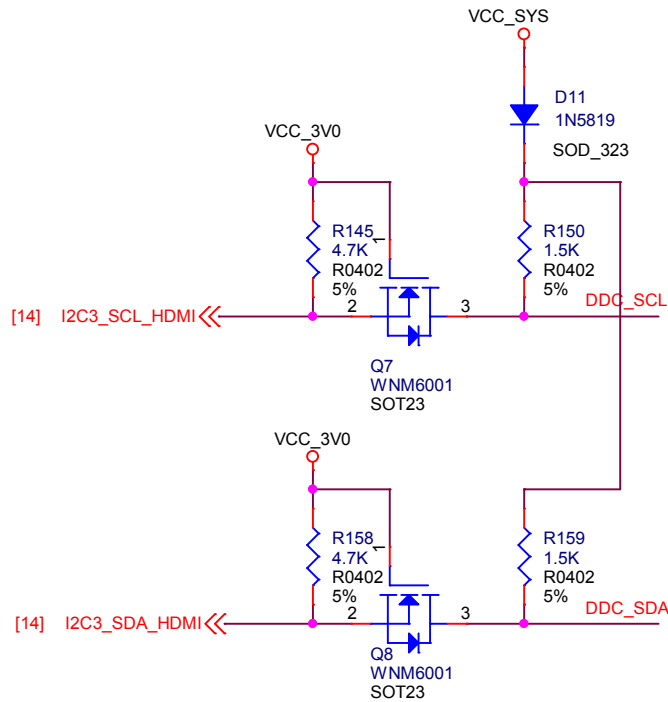 VCC_SYS
D11
1N5819
SOD_323
VCC_3V0
R145
4.7K
R0402
5%
1
R150
1.5K
R0402
5%
[14] I2C3_SCL_HDMI
2
3
DDC_SCL
Q7
WNM6001
SOT23
VCC_3V0
R158
4.7K
R0402
5%
1
R159
1.5K
R0402
5%
[14] I2C3_SDA_HDMI
2
3
DDC_SDA
Q8
WNM6001
SOT23